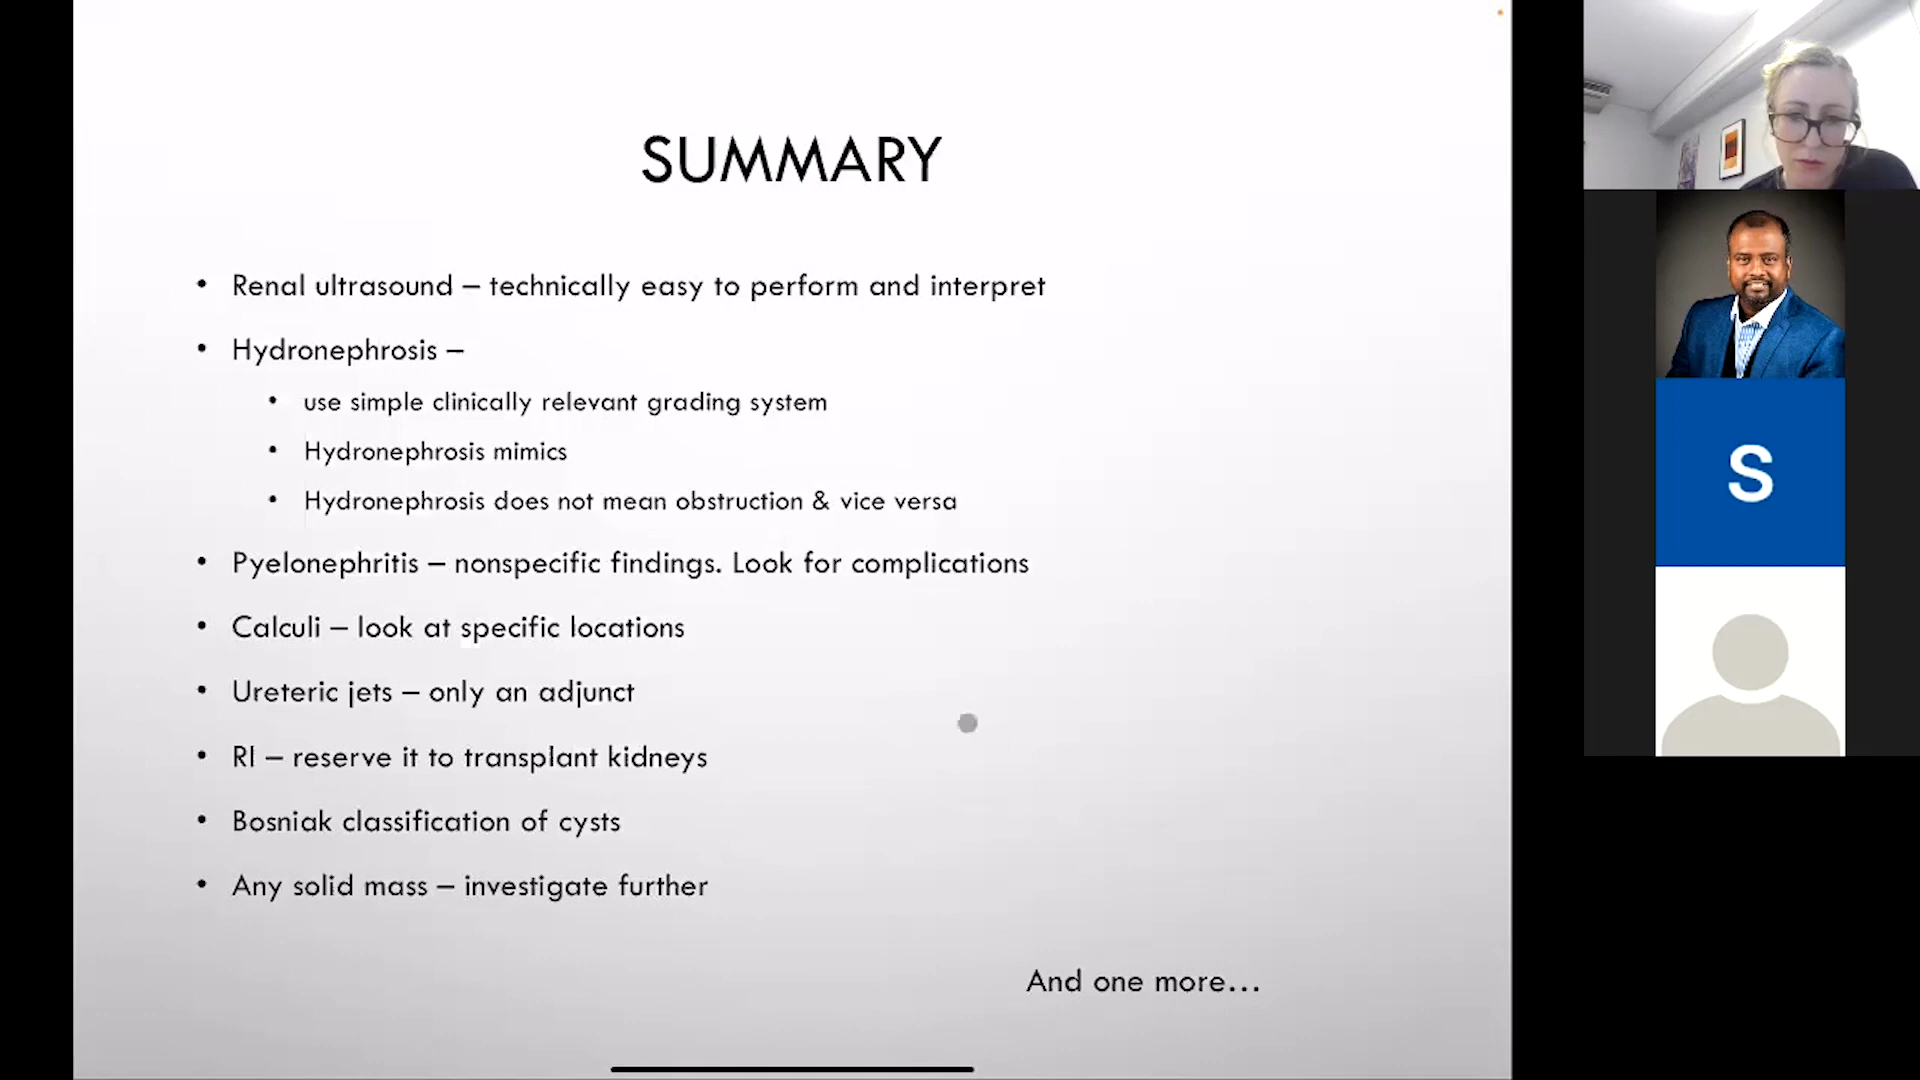 SUMMARY
• Renal ultrasound – technically easy to perform and interpret
• Hydronephrosis –
• use simple clinically relevant grading system
• Hydronephrosis mimics
• Hydronephrosis does not mean obstruction & vice versa
• Pyelonephritis – nonspecific findings. Look for complications
• Calculi – look at specific locations
• Ureteric jets – only an adjunct
• RI – reserve it to transplant kidneys
• Bosniak classification of cysts
• Any solid mass – investigate further
And one more...
S